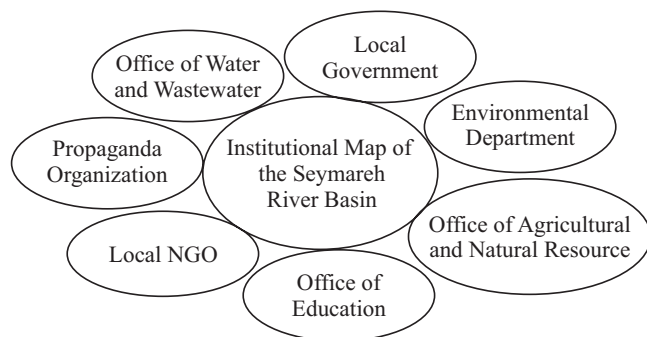 Local
Government
Office of Water
and Wastewater
Environmental
Department
Propaganda
Organization
Institutional Map of
the Seymareh
River Basin
Office of Agricultural
and Natural Resource
Local NGO
Office of
Education